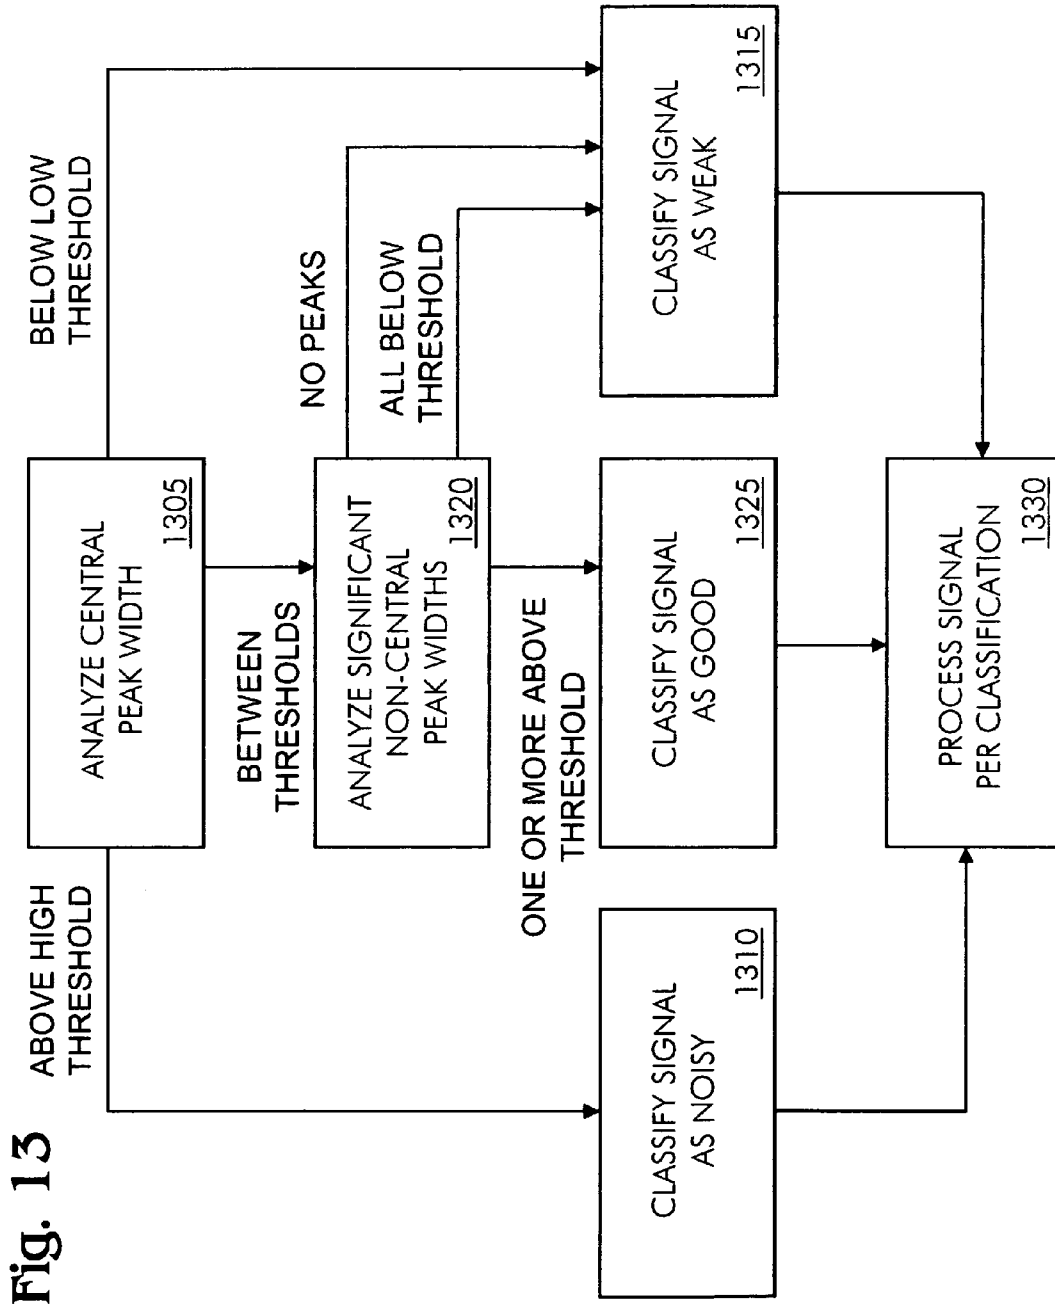 Fig. 13
ANALYZE CENTRAL
PEAK WIDTH
1305
ABOVE HIGH
THRESHOLD
BELOW LOW
THRESHOLD
BETWEEN
THRESHOLDS
NO PEAKS
ANALYZE SIGNIFICANT
NON-CENTRAL
PEAK WIDTHS
1320
ALL BELOW
THRESHOLD
ONE OR MORE ABOVE
THRESHOLD
CLASSIFY SIGNAL
AS NOISY
1310
CLASSIFY SIGNAL
AS GOOD
1325
CLASSIFY SIGNAL
AS WEAK
1315
PROCESS SIGNAL
PER CLASSIFICATION
1330